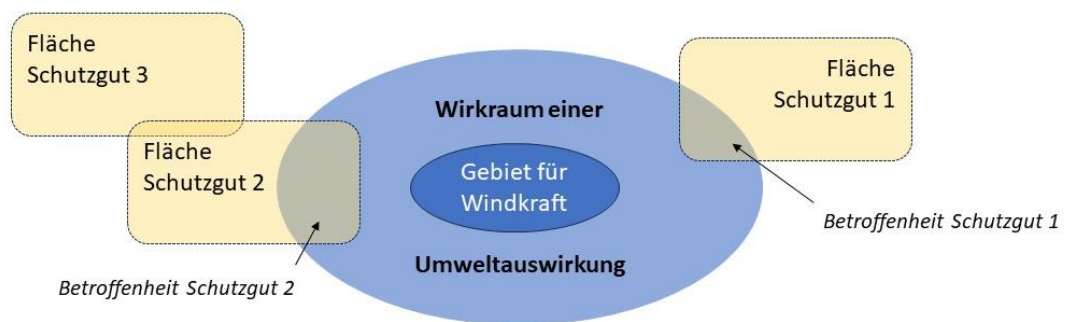 Fläche
Schutzgut 3
Fläche
Schutzgut 1
Wirkraum einer
Fläche
Schutzgut 2
Gebiet für
Windkraft
Betroffenheit Schutzgut 1
Umweltauswirkung
Betroffenheit Schutzgut 2